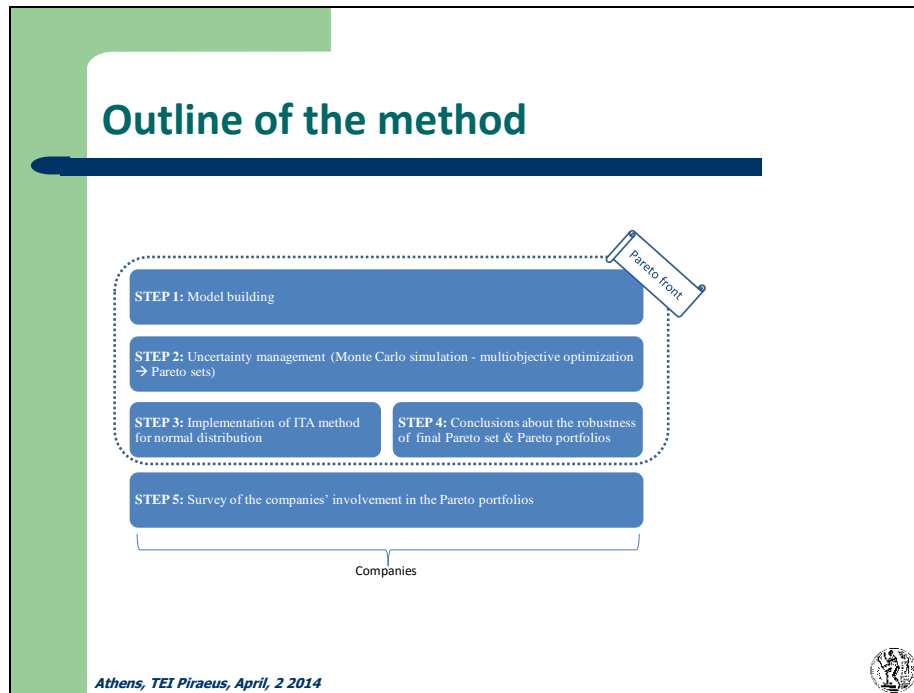 Outline of the method
Pareto front
STEP 1: Model building
STEP 2: Uncertainty management (Monte Carlo simulation - multiobjective optimization
→ Pareto sets)
STEP 3: Implementation of ITA method
for normal distribution
STEP 4: Conclusions about the robustness
of final Pareto set & Pareto portfolios
STEP 5: Survey of the companies’ involvement in the Pareto portfolios
Companies
Athens, TEI Piraeus, April, 2 2014